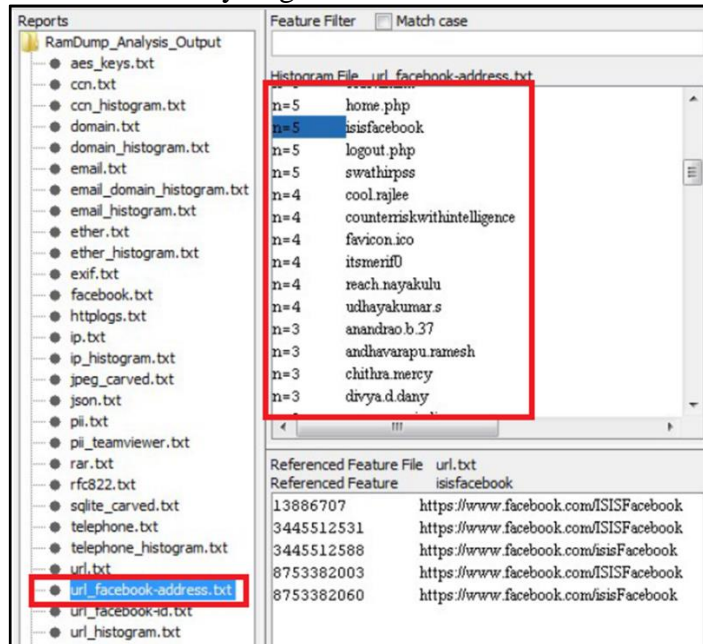 Reports
RamDump_Analysis_Output
aes_keys.txt
ccn.txt
ccn_histogram.txt
domain.txt
domain_histogram.txt
email.txt
email_domain_histogram.txt
email_histogram.txt
ether.txt
ether_histogram.txt
exif.txt
facebook.txt
httplogs.txt
ip.txt
ip_histogram.txt
jpeg_carved.txt
json.txt
pii.txt
pii_teamviewer.txt
rar.txt
rfc822.txt
sqlite_carved.txt
telephone.txt
telephone_histogram.txt
url.txt
url_facebook-address.txt
url_facebook-id.txt
url_histogram.txt
Feature Filter Match case
Histogram File url_facebook-address.txt
n=5 home.php
n=5 isisfacebook
n=5 logout.php
n=5 swathirpss
n=4 cool.rajlee
n=4 counterriskwithintelligence
n=4 favicon.ico
n=4 itsmerif0
n=4 reach.nayakulu
n=4 udhayakumar.s
n=3 anandrao.b.37
n=3 andhavarapu.ramesh
n=3 chithra.mercy
n=3 divya.d.dany
Referenced Feature File url.txt
Referenced Feature isisfacebook
13886707 https://www.facebook.com/ISISFacebook
3445512531 https://www.facebook.com/ISISFacebook
3445512588 https://www.facebook.com/isisFacebook
8753382003 https://www.facebook.com/ISISFacebook
8753382060 https://www.facebook.com/isisFacebook